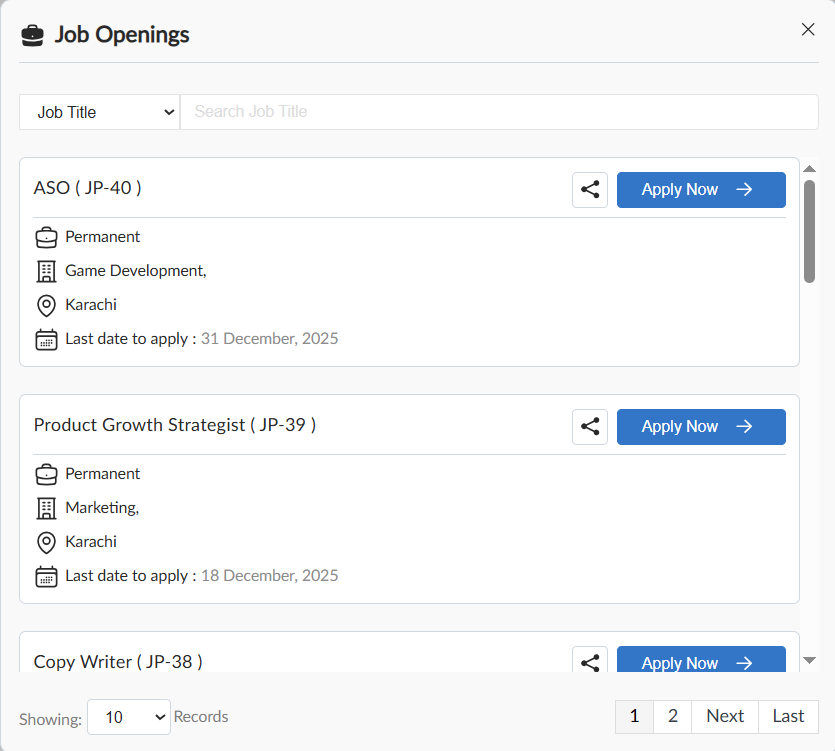 Job Openings
Job Title Search Job Title
ASO ( JP-40 ) Apply Now
Permanent
Game Development,
Karachi
Last date to apply : 31 December, 2025
Product Growth Strategist ( JP-39 ) Apply Now
Permanent
Marketing,
Karachi
Last date to apply : 18 December, 2025
Copy Writer ( JP-38 ) Apply Now
Showing: 10 Records 1 2 Next Last